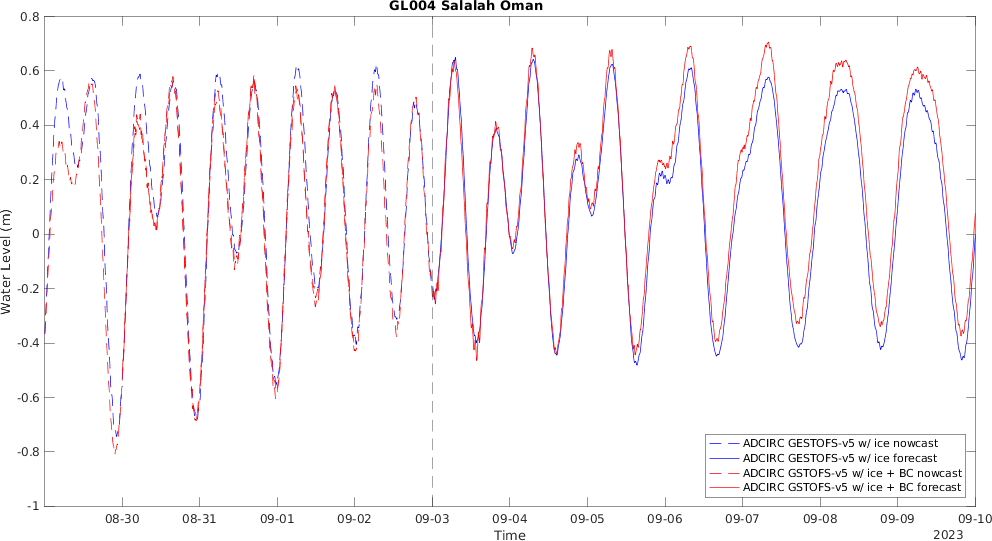 GL004 Salalah Oman
0.8
0.6
0.4
0.2
0
-0.2
-0.4
-0.6
-0.8
-1
Water Level (m)
ADCIRC GESTOFS-v5 w/ ice nowcast
ADCIRC GESTOFS-v5 w/ ice forecast
ADCIRC GSTOFS-v5 w/ ice + BC nowcast
ADCIRC GSTOFS-v5 w/ ice + BC forecast
08-30 08-31 09-01 09-02 09-03 09-04 09-05 09-06 09-07 09-08 09-09 09-10
Time
2023